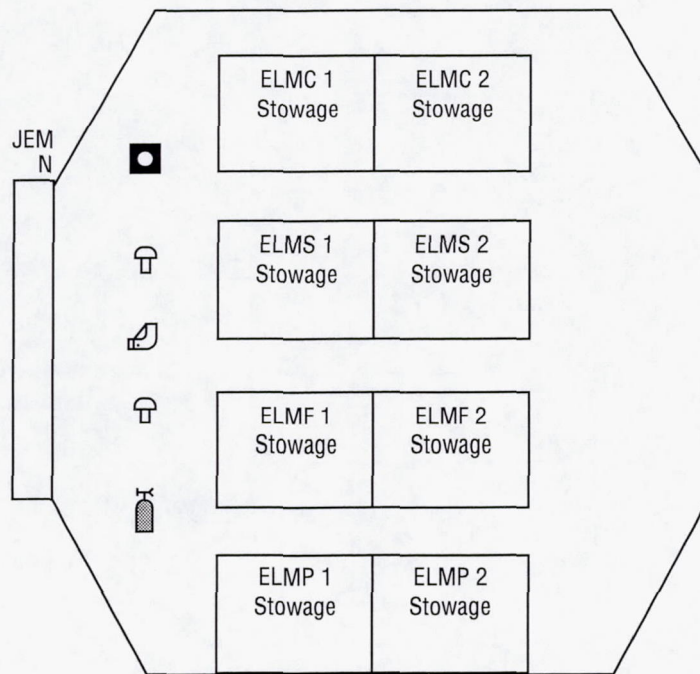 ELMC 1
Stowage
ELMC 2
Stowage
JEM
N
ELMS 1
Stowage
ELMS 2
Stowage
ELMF 1
Stowage
ELMF 2
Stowage
ELMP 1
Stowage
ELMP 2
Stowage